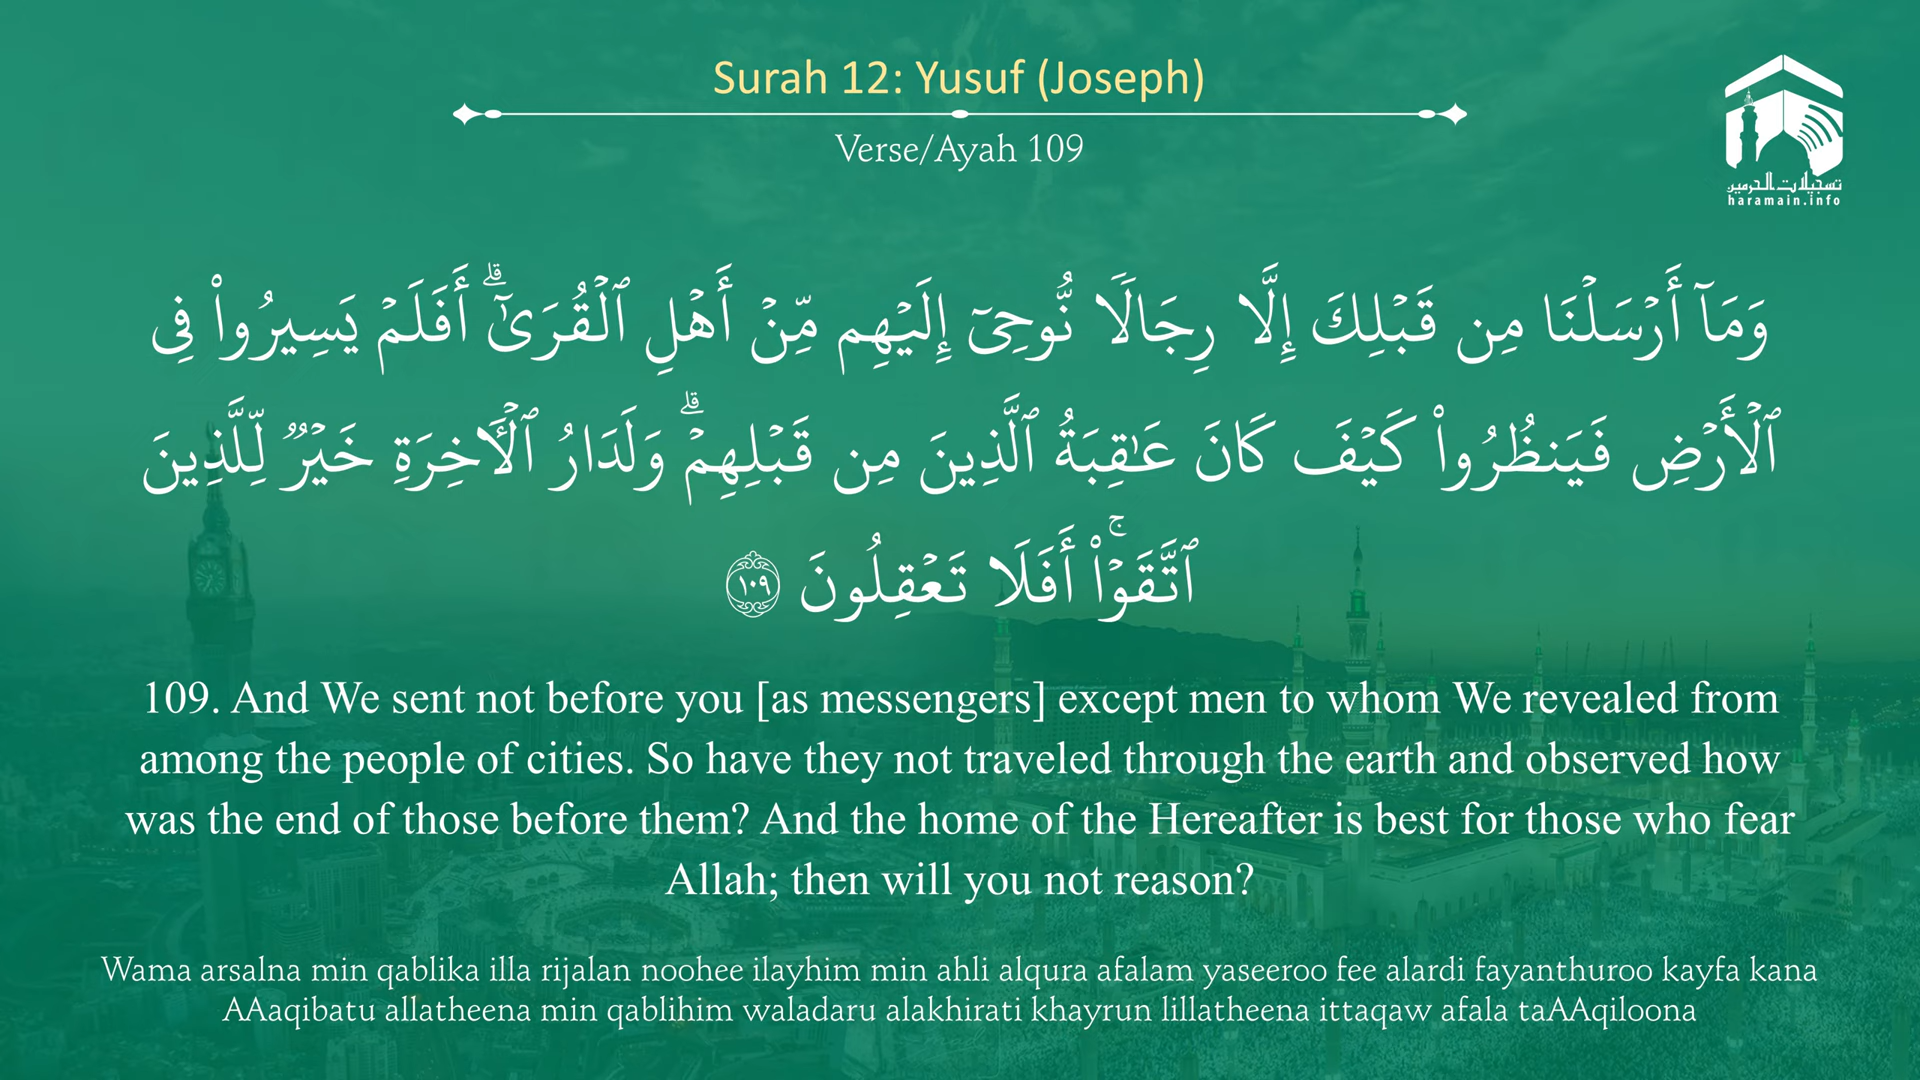 Surah 12: Yusuf (Joseph)
Verse/Ayah 109
تسجيلات الحرمين
haramain.info
وَمَآ أَرْسَلْنَا مِن قَبْلِكَ إِلَّا رِجَالًا نُّوحِىٓ إِلَيْهِم مِّنْ أَهْلِ ٱلْقُرَىٰٓ ۗ أَفَلَمْ يَسِيرُوا۟ فِى
ٱلْأَرْضِ فَيَنظُرُوا۟ كَيْفَ كَانَ عَـٰقِبَةُ ٱلَّذِينَ مِن قَبْلِهِمْ ۗ وَلَدَارُ ٱلْـَٔاخِرَةِ خَيْرٌ لِّلَّذِينَ
ٱتَّقَوْا۟ ۚ أَفَلَا تَعْقِلُونَ ١٠٩
109. And We sent not before you [as messengers] except men to whom We revealed from
among the people of cities. So have they not traveled through the earth and observed how
was the end of those before them? And the home of the Hereafter is best for those who fear
Allah; then will you not reason?
Wama arsalna min qablika illa rijalan noohee ilayhim min ahli alqura afalam yaseeroo fee alardi fayanthuroo kayfa kana
AAaqibatu allatheena min qablihim waladaru alakhirati khayrun lillatheena ittaqaw afala taAAqiloona